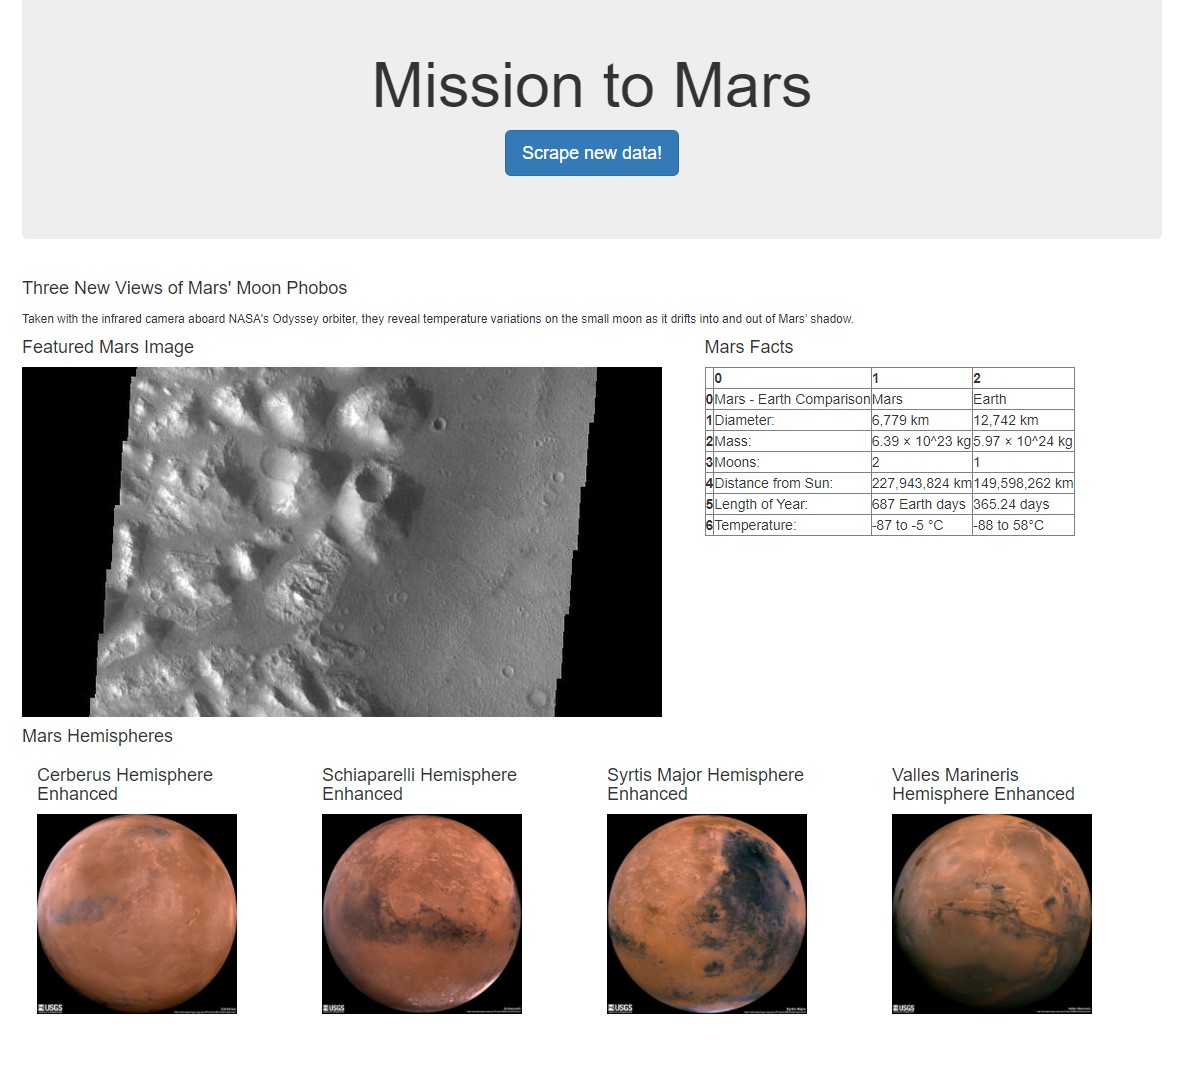 Mission to Mars
Scrape new data!
Three New Views of Mars' Moon Phobos
Taken with the infrared camera aboard NASA's Odyssey orbiter, they reveal temperature variations on the small moon as it drifts into and out of Mars' shadow.
Featured Mars Image
Mars Facts
0 1 2
0 Mars - Earth Comparison Mars Earth
1 Diameter: 6,779 km 12,742 km
2 Mass: 6.39 × 10^23 kg 5.97 × 10^24 kg
3 Moons: 2 1
4 Distance from Sun: 227,943,824 km 149,598,262 km
5 Length of Year: 687 Earth days 365.24 days
6 Temperature: -87 to -5 °C -88 to 58°C
Mars Hemispheres
Cerberus Hemisphere
Enhanced
Schiaparelli Hemisphere
Enhanced
Syrtis Major Hemisphere
Enhanced
Valles Marineris
Hemisphere Enhanced
USGS
USGS
USGS
USGS